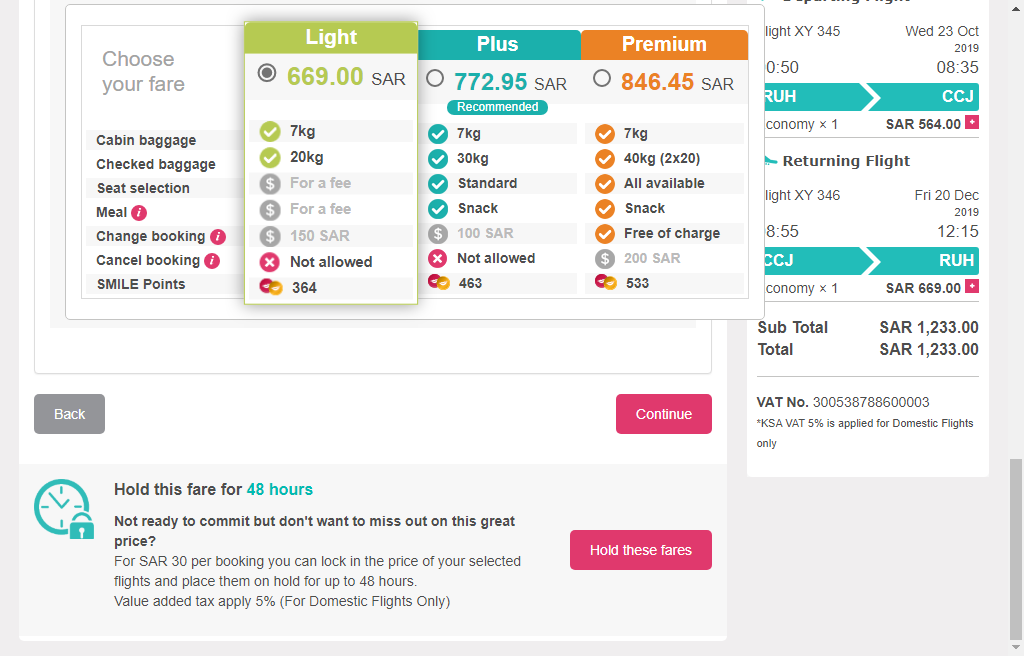 Light
Plus
Premium
Choose
your fare
669.00 SAR
772.95 SAR
846.45 SAR
Recommended
Cabin baggage
7kg
7kg
7kg
Checked baggage
20kg
30kg
40kg (2x20)
Seat selection
For a fee
Standard
All available
Meal i
For a fee
Snack
Snack
Change booking i
150 SAR
100 SAR
Free of charge
Cancel booking i
Not allowed
Not allowed
200 SAR
SMILE Points
364
463
533
Back
Continue
Hold this fare for 48 hours
Not ready to commit but don't want to miss out on this great
price?
For SAR 30 per booking you can lock in the price of your selected
flights and place them on hold for up to 48 hours.
Value added tax apply 5% (For Domestic Flights Only)
Hold these fares
light XY 345
Wed 23 Oct
2019
0:50
08:35
RUH
CCJ
conomy × 1
SAR 564.00 +
Returning Flight
light XY 346
Fri 20 Dec
2019
8:55
12:15
CCJ
RUH
conomy × 1
SAR 669.00 +
Sub Total
SAR 1,233.00
Total
SAR 1,233.00
VAT No. 300538788600003
*KSA VAT 5% is applied for Domestic Flights
only